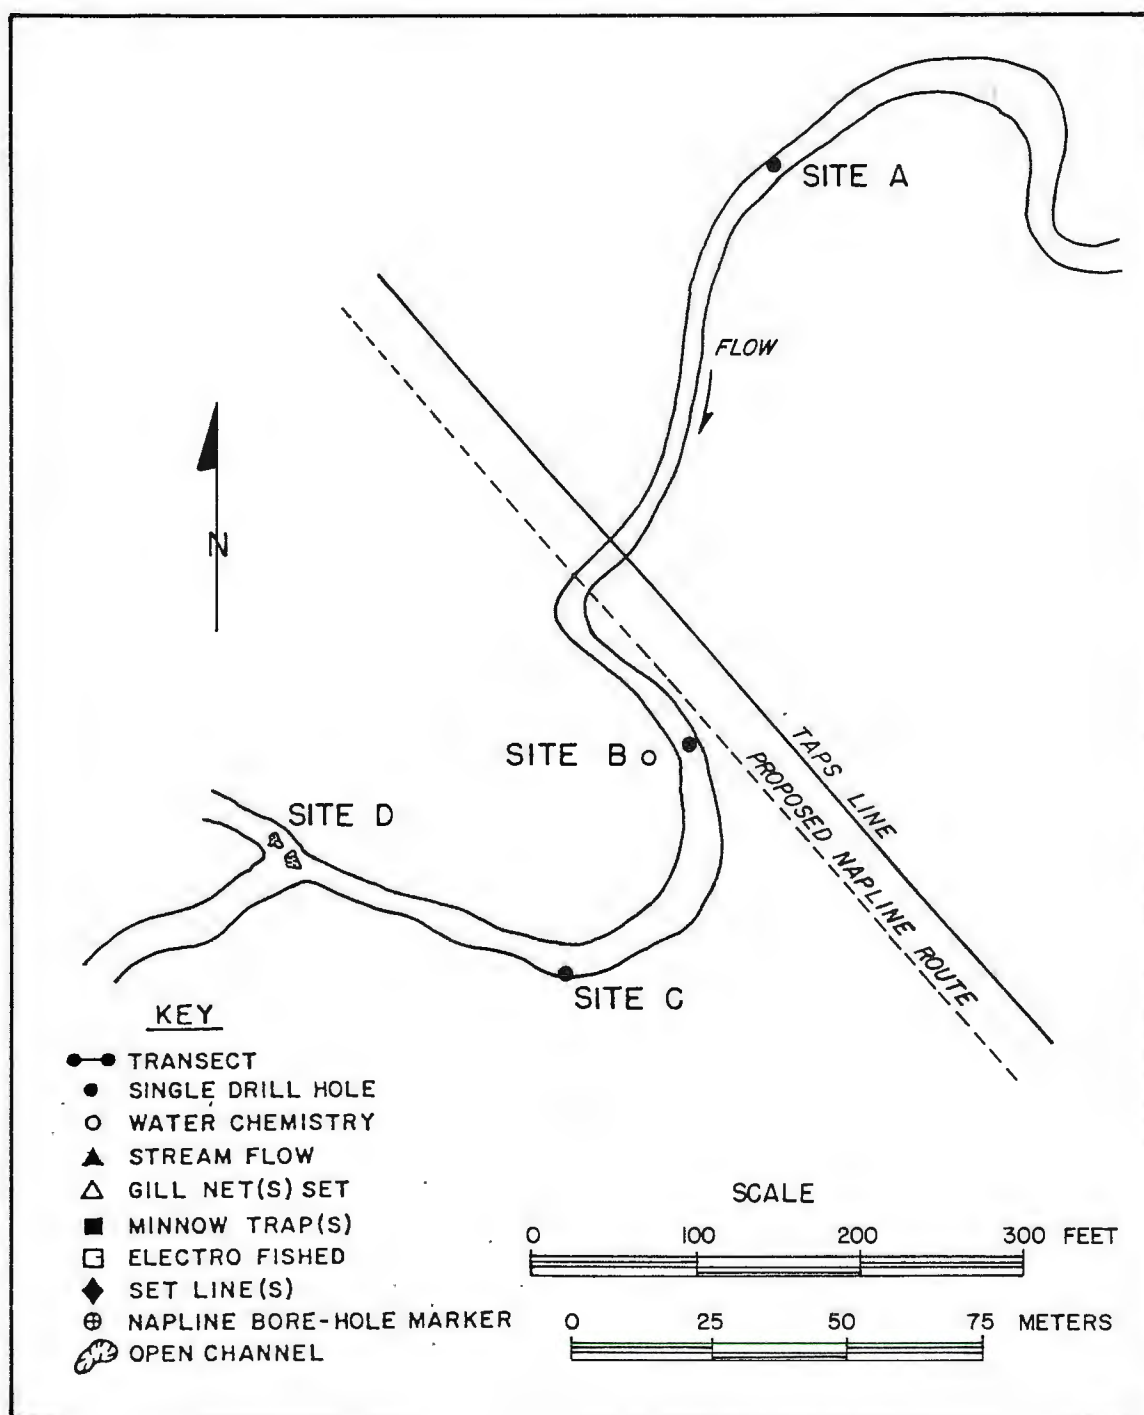 SITE A
FLOW
N
TAPS LINE
PROPOSED NAPLINE ROUTE
SITE B
SITE D
SITE C
KEY
TRANSECT
SINGLE DRILL HOLE
WATER CHEMISTRY
STREAM FLOW
GILL NET(S) SET
MINNOW TRAP(S)
ELECTRO FISHED
SET LINE(S)
NAPLINE BORE-HOLE MARKER
OPEN CHANNEL
SCALE
0 100 200 300 FEET
0 25 50 75 METERS